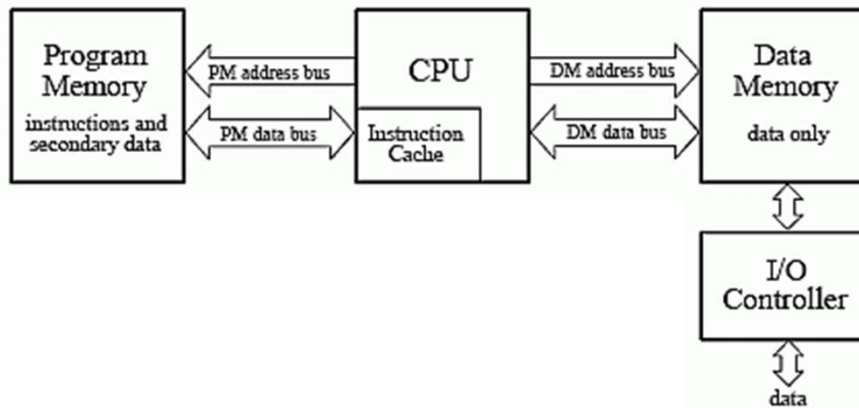 Program
Memory
instructions and
secondary data
PM address bus
PM data bus
CPU
Instruction
Cache
DM address bus
DM data bus
Data
Memory
data only
I/O
Controller
data